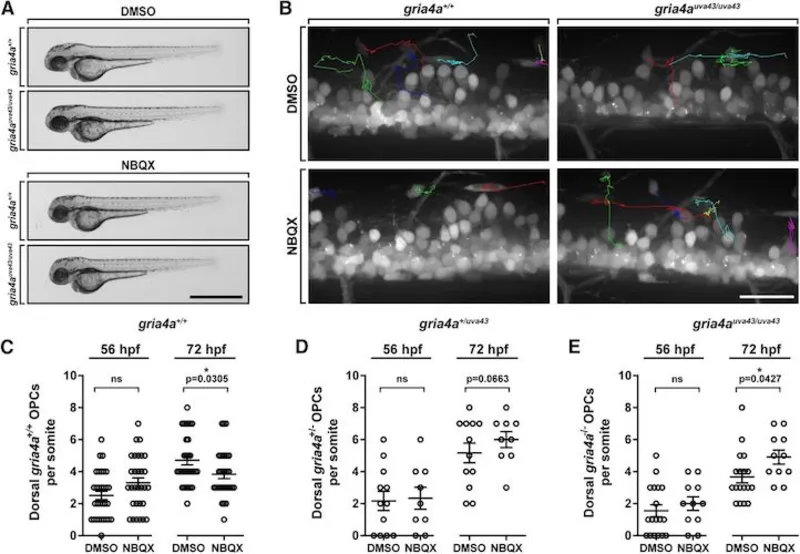 A
DMSO
gria4a+/+
gria4auva43/uva43
NBQX
gria4a+/+
gria4auva43/uva43
B
gria4a+/+
gria4auva43/uva43
DMSO
NBQX
C
gria4a+/+
56 hpf
72 hpf
ns
*
p=0.0305
Dorsal gria4a+/+ OPCs
per somite
10
8
6
4
2
0
DMSO NBQX DMSO NBQX
D
gria4a+/uva43
56 hpf
72 hpf
ns
p=0.0663
Dorsal gria4a+/- OPCs
per somite
10
8
6
4
2
0
DMSO NBQX DMSO NBQX
E
gria4auva43/uva43
56 hpf
72 hpf
ns
*
p=0.0427
Dorsal gria4a-/- OPCs
per somite
10
8
6
4
2
0
DMSO NBQX DMSO NBQX